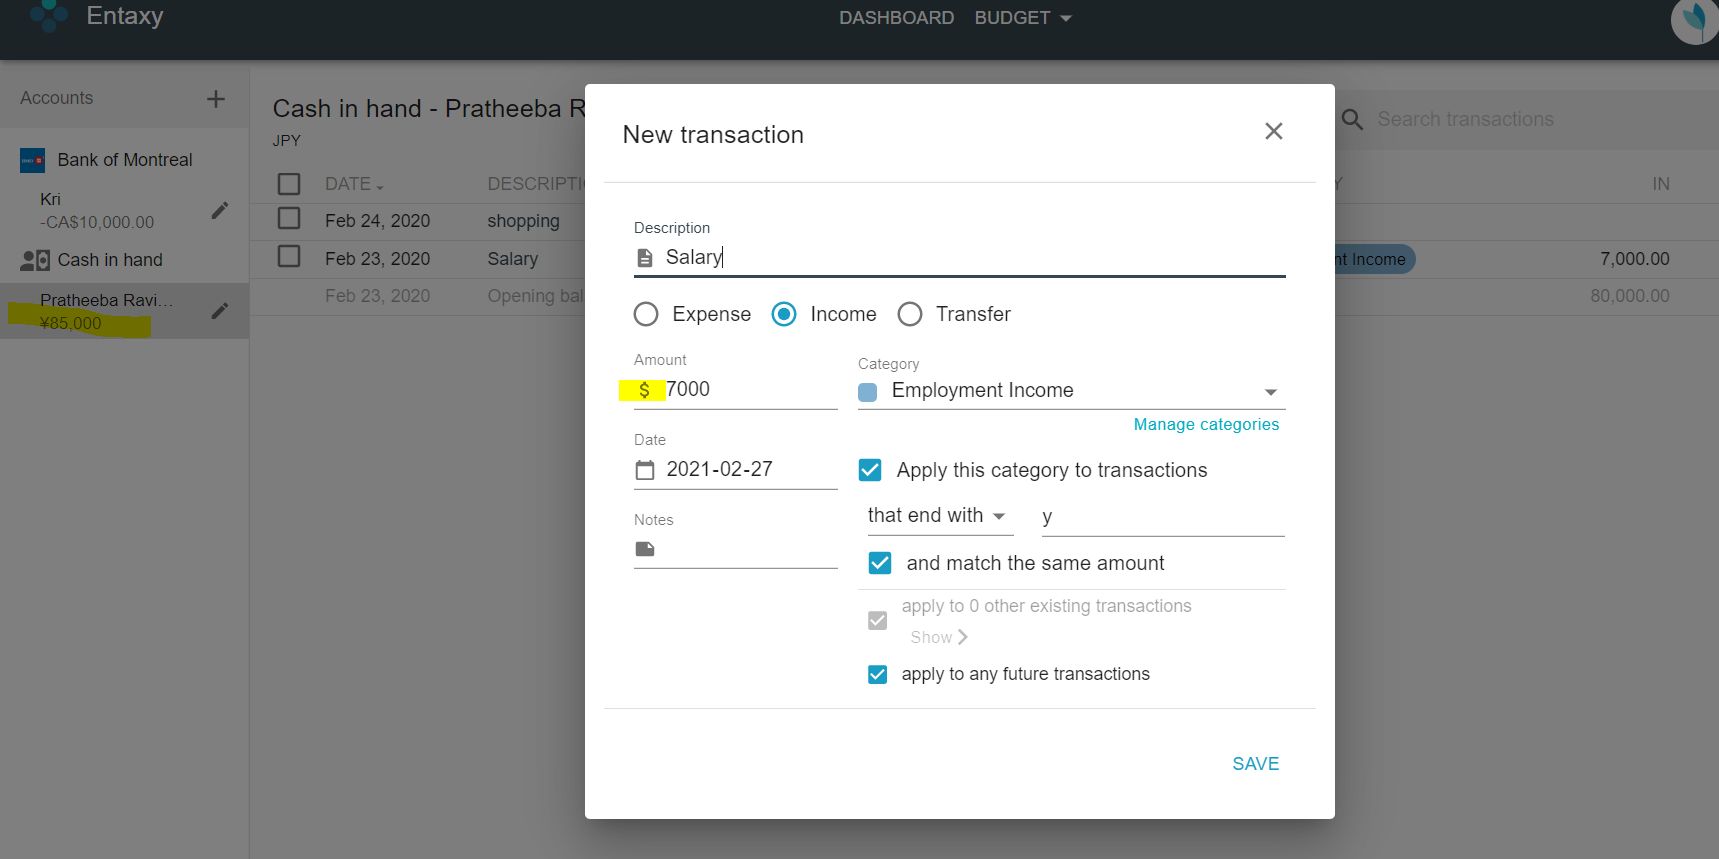 Entaxy
DASHBOARD BUDGET
Accounts
Bank of Montreal
Kri
-CA$10,000.00
Cash in hand
Pratheeba Ravi...
¥85,000
Cash in hand - Pratheeba R
JPY
Search transactions
DATE DESCRIPTI Y IN
Feb 24, 2020 shopping
Feb 23, 2020 Salary nt Income 7,000.00
Feb 23, 2020 Opening bal 80,000.00
New transaction
Description
Salary
Expense Income Transfer
Amount
$ 7000
Category
Employment Income
Manage categories
Date
2021-02-27
Apply this category to transactions
that end with y
Notes
and match the same amount
apply to 0 other existing transactions
Show
apply to any future transactions
SAVE